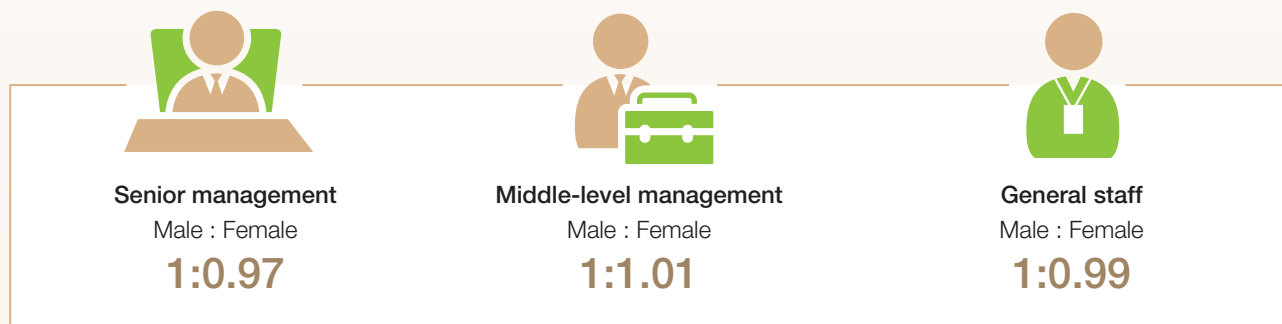 Senior management
Male : Female
1:0.97
Middle-level management
Male : Female
1:1.01
General staff
Male : Female
1:0.99